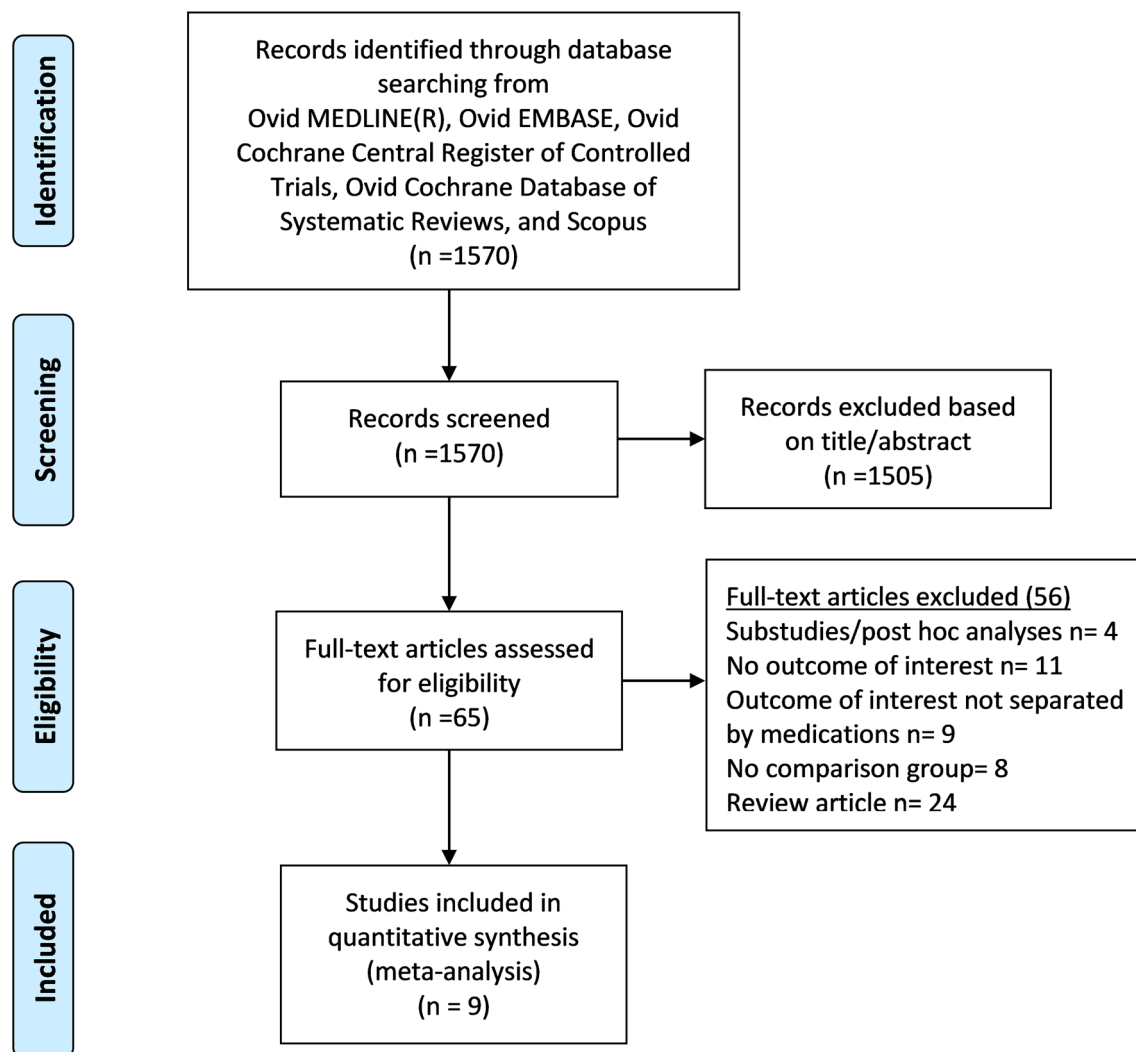 Identification
Records identified through database
searching from
Ovid MEDLINE(R), Ovid EMBASE, Ovid
Cochrane Central Register of Controlled
Trials, Ovid Cochrane Database of
Systematic Reviews, and Scopus
(n =1570)
Screening
Records screened
(n =1570)
Records excluded based
on title/abstract
(n =1505)
Eligibility
Full-text articles assessed
for eligibility
(n =65)
Full-text articles excluded (56)
Substudies/post hoc analyses n= 4
No outcome of interest n= 11
Outcome of interest not separated
by medications n= 9
No comparison group= 8
Review article n= 24
Included
Studies included in
quantitative synthesis
(meta-analysis)
(n = 9)